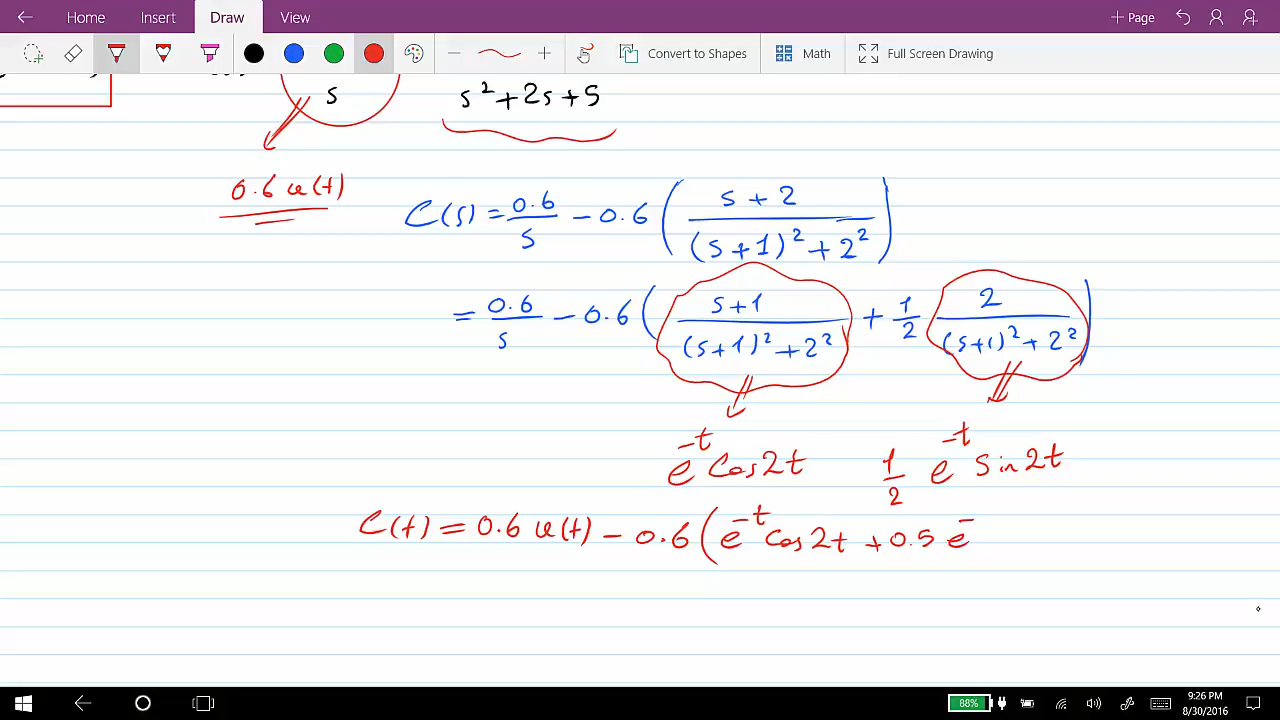 Home Insert Draw View Page
Convert to Shapes Math Full Screen Drawing
s s²+2s+5
0.6 u(t)
C(s) = 0.6/s - 0.6 ( s+2 / (s+1)²+2² )
= 0.6/s - 0.6 ( s+1 / (s+1)²+2² + 1/2 2 / (s+1)²+2² )
e^-t Cos2t 1/2 e^-t Sin2t
C(t) = 0.6 u(t) - 0.6 ( e^-t Cos2t + 0.5 e^-
88% 9:26 PM
8/30/2016